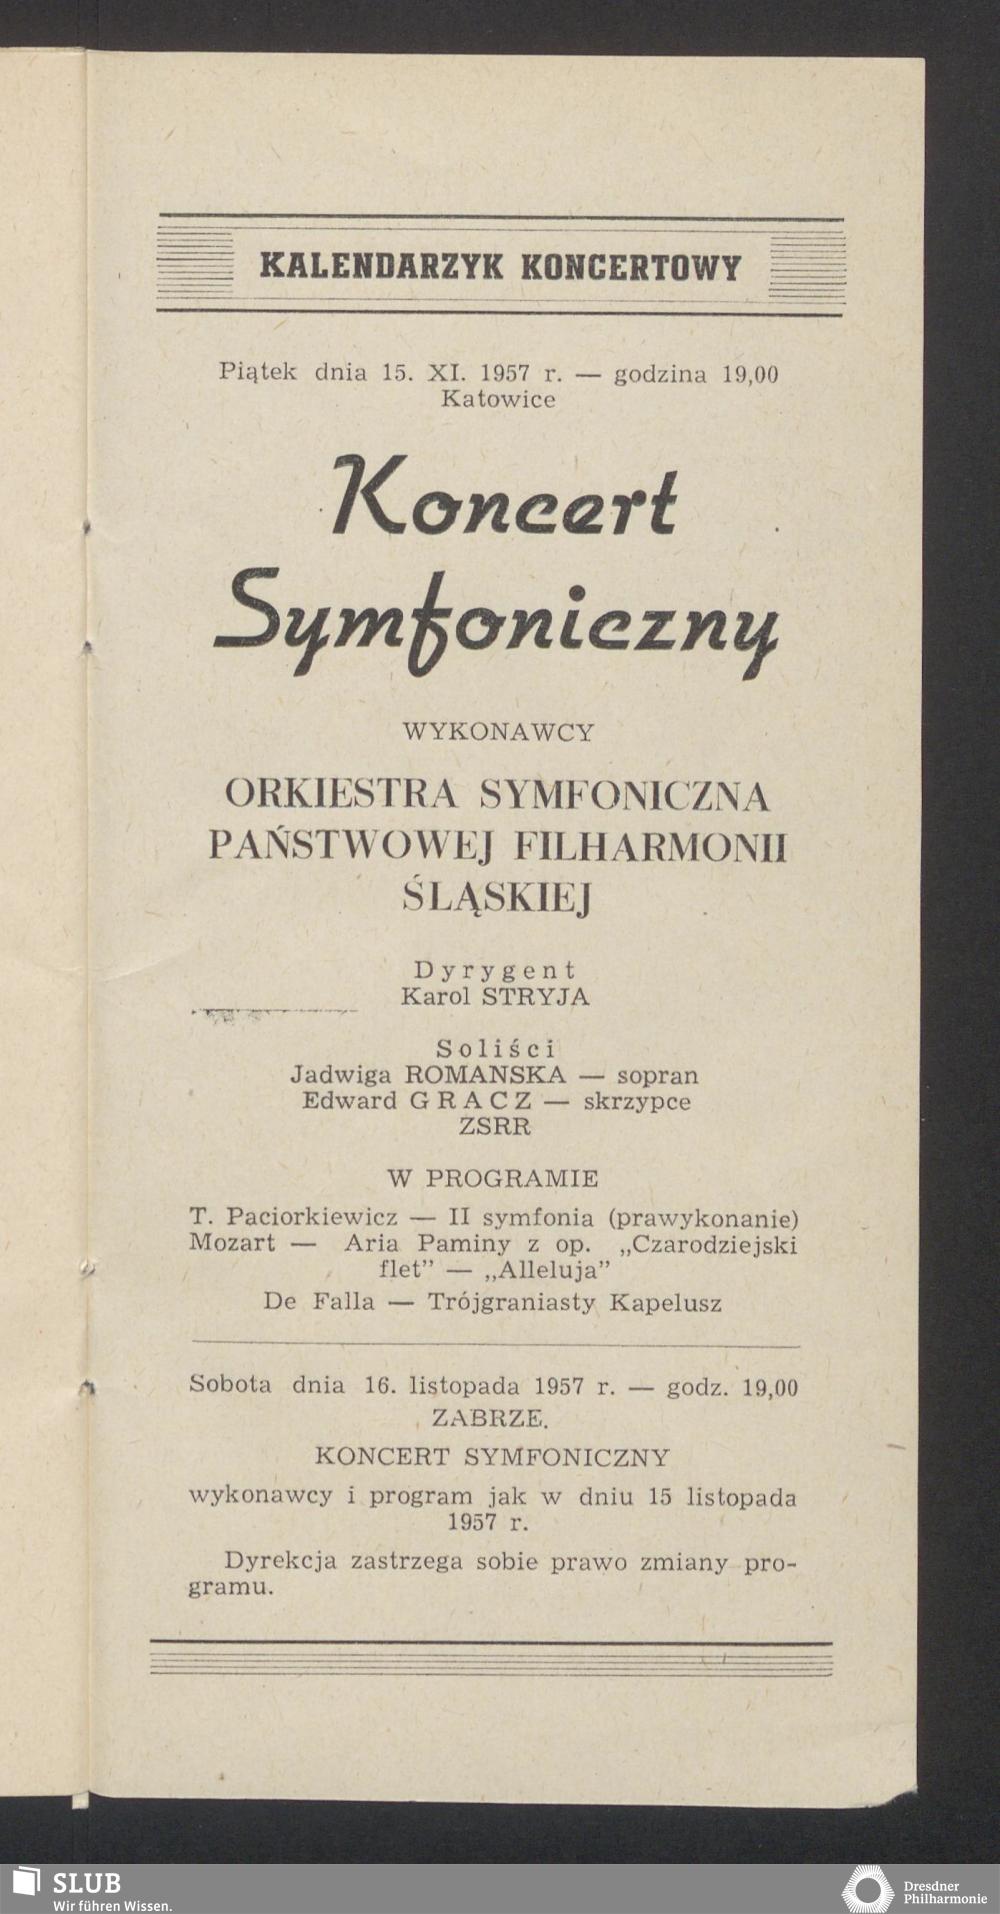 KALENDARZYK KONCERTOWY
Piątek dnia 15. XI. 1957 r. — godzina 19,00
Katowice
Koncert
Symfoniczny
WYKONAWCY
ORKIESTRA SYMFONICZNA
PAŃSTWOWEJ FILHARMONII
ŚLĄSKIEJ
Dyrygent
Karol STRYJA
Soliści
Jadwiga ROMANSKA — sopran
Edward GRACZ — skrzypce
ZSRR
W PROGRAMIE
T. Paciorkiewicz — II symfonia (prawykonanie)
Mozart — Aria Paminy z op. „Czarodziejski
flet” — „Alleluja”
De Falla — Trójgraniasty Kapelusz
Sobota dnia 16. listopada 1957 r. — godz. 19,00
ZABRZE.
KONCERT SYMFONICZNY
wykonawcy i program jak w dniu 15 listopada
1957 r.
Dyrekcja zastrzega sobie prawo zmiany pro-
gramu.
SLUB
Wir führen Wissen.
Dresdner
Philharmonie